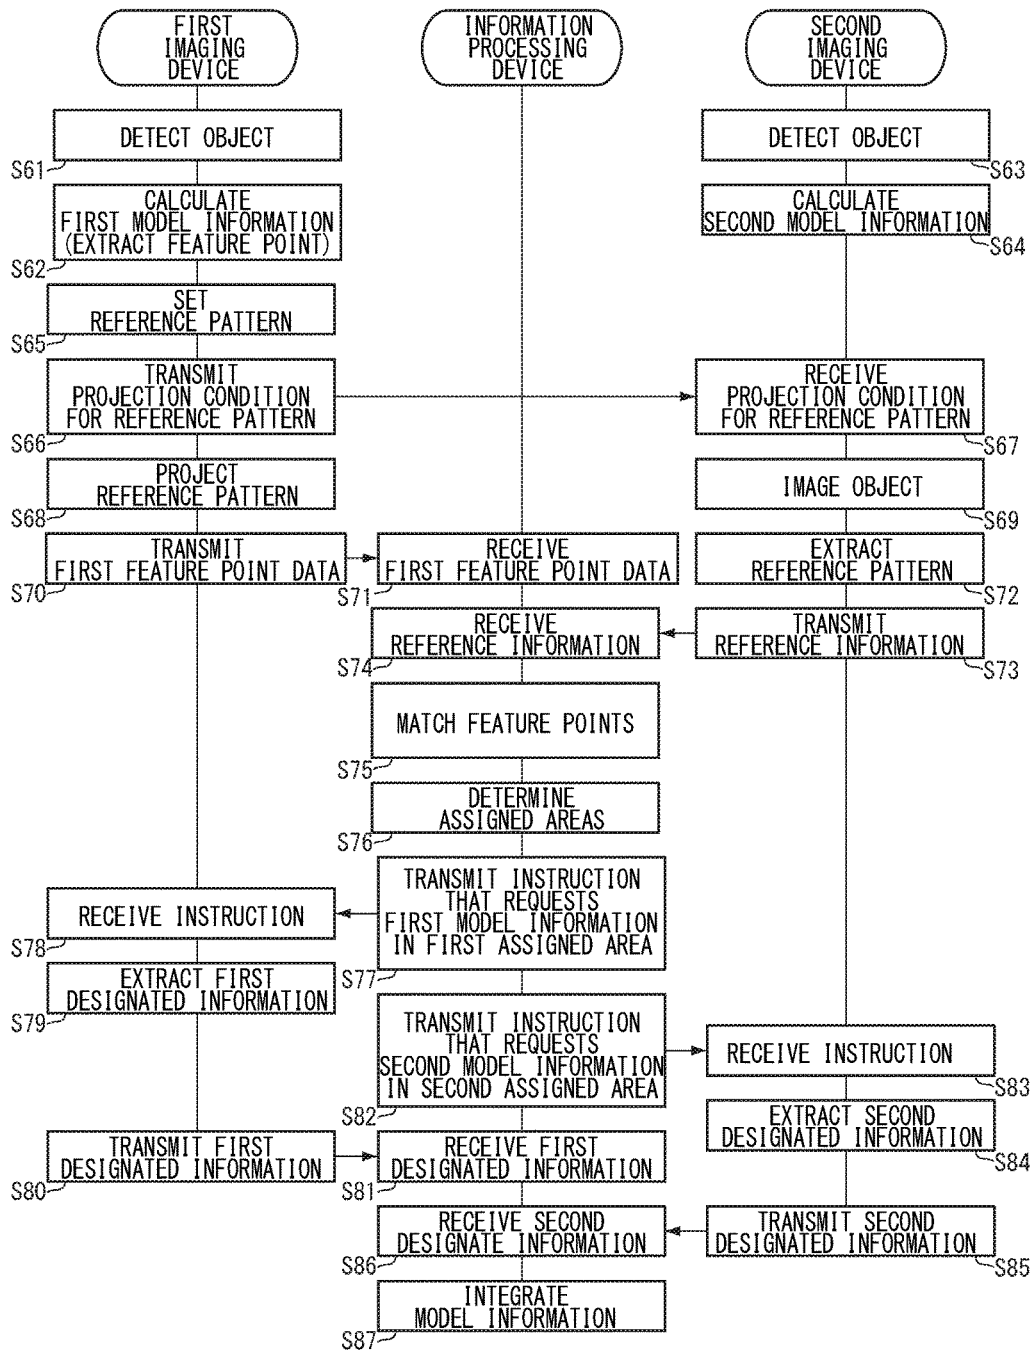 FIRST
IMAGING
DEVICE
INFORMATION
PROCESSING
DEVICE
SECOND
IMAGING
DEVICE
DETECT OBJECT
S61
DETECT OBJECT
S63
CALCULATE
FIRST MODEL INFORMATION
(EXTRACT FEATURE POINT)
S62
CALCULATE
SECOND MODEL INFORMATION
S64
SET
REFERENCE PATTERN
S65
TRANSMIT
PROJECTION CONDITION
FOR REFERENCE PATTERN
S66
RECEIVE
PROJECTION CONDITION
FOR REFERENCE PATTERN
S67
PROJECT
REFERENCE PATTERN
S68
IMAGE OBJECT
S69
TRANSMIT
FIRST FEATURE POINT DATA
S70
RECEIVE
FIRST FEATURE POINT DATA
S71
EXTRACT
REFERENCE PATTERN
S72
RECEIVE
REFERENCE INFORMATION
S74
TRANSMIT
REFERENCE INFORMATION
S73
MATCH FEATURE POINTS
S75
DETERMINE
ASSIGNED AREAS
S76
TRANSMIT INSTRUCTION
THAT REQUESTS
FIRST MODEL INFORMATION
IN FIRST ASSIGNED AREA
S77
RECEIVE INSTRUCTION
S78
EXTRACT FIRST
DESIGNATED INFORMATION
S79
TRANSMIT INSTRUCTION
THAT REQUESTS
SECOND MODEL INFORMATION
IN SECOND ASSIGNED AREA
S82
RECEIVE INSTRUCTION
S83
EXTRACT SECOND
DESIGNATED INFORMATION
S84
TRANSMIT FIRST
DESIGNATED INFORMATION
S80
RECEIVE FIRST
DESIGNATED INFORMATION
S81
RECEIVE SECOND
DESIGNATE INFORMATION
S86
TRANSMIT SECOND
DESIGNATED INFORMATION
S85
INTEGRATE
MODEL INFORMATION
S87